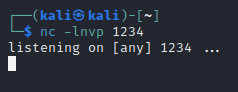 ┌──(kali㉿kali)-[~]
└─$ nc -lnvp 1234
listening on [any] 1234 ...